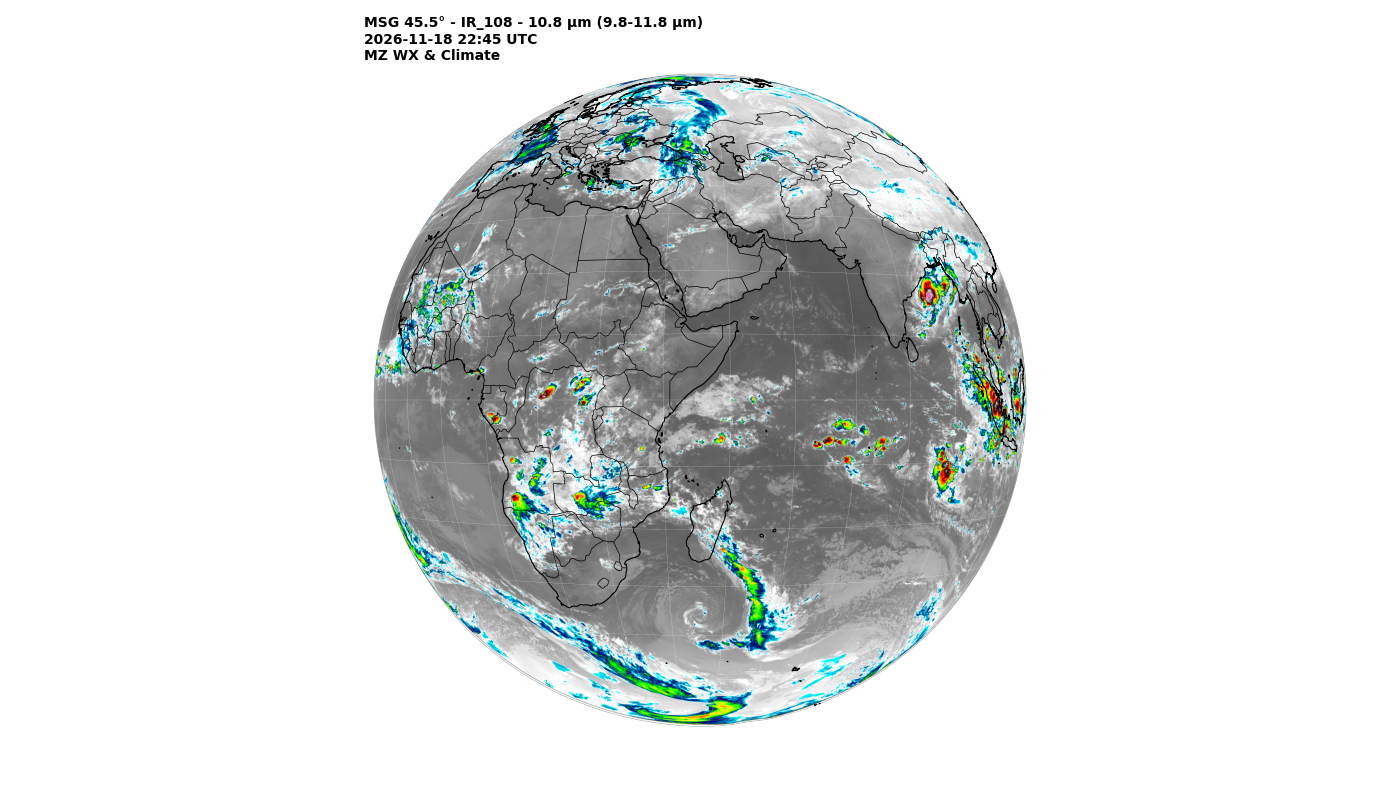 MSG 45.5° - IR_108 - 10.8 μm (9.8-11.8 μm)
2026-11-18 22:45 UTC
MZ WX & Climate